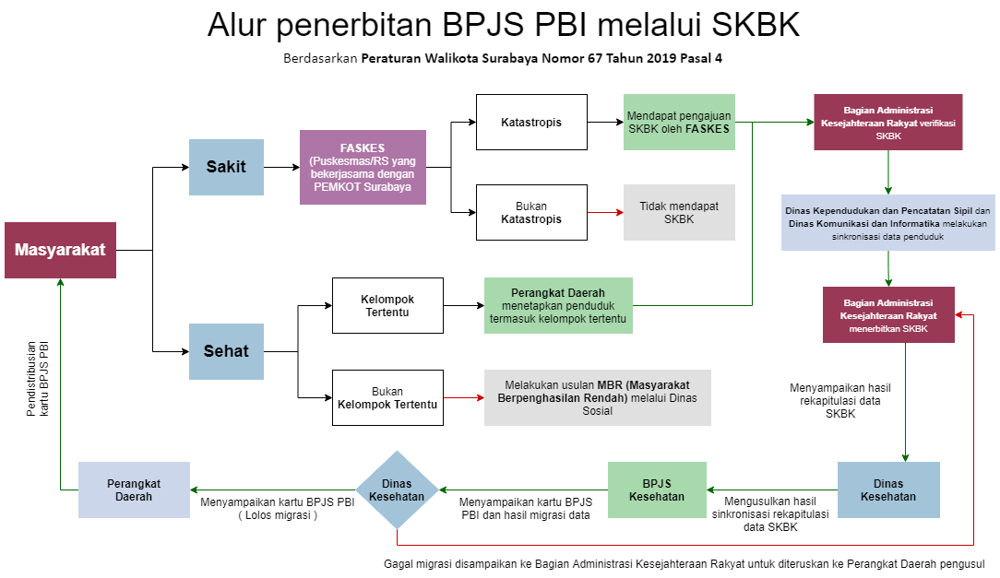 Alur penerbitan BPJS PBI melalui SKBK
Berdasarkan Peraturan Walikota Surabaya Nomor 67 Tahun 2019 Pasal 4
Masyarakat
Sakit
FASKES
(Puskesmas/RS yang
bekerjasama dengan
PEMKOT Surabaya
Katastropis
Mendapat pengajuan
SKBK oleh FASKES
Bukan
Katastropis
Tidak mendapat
SKBK
Sehat
Kelompok
Tertentu
Perangkat Daerah
menetapkan penduduk
termasuk kelompok tertentu
Bukan
Kelompok Tertentu
Melakukan usulan MBR (Masyarakat
Berpenghasilan Rendah) melalui Dinas
Sosial
Bagian Administrasi
Kesejahteraan Rakyat verifikasi
SKBK
Dinas Kependudukan dan Pencatatan Sipil dan
Dinas Komunikasi dan Informatika melakukan
sinkronisasi data penduduk
Bagian Administrasi
Kesejahteraan Rakyat
menerbitkan SKBK
Menyampaikan hasil
rekapitulasi data
SKBK
Dinas
Kesehatan
Mengusulkan hasil
sinkronisasi rekapitulasi
data SKBK
BPJS
Kesehatan
Menyampaikan kartu BPJS
PBI dan hasil migrasi data
Dinas
Kesehatan
Menyampaikan kartu BPJS PBI
( Lolos migrasi )
Perangkat
Daerah
Pendistribusian
kartu BPJS PBI
Gagal migrasi disampaikan ke Bagian Administrasi Kesejahteraan Rakyat untuk diteruskan ke Perangkat Daerah pengusul